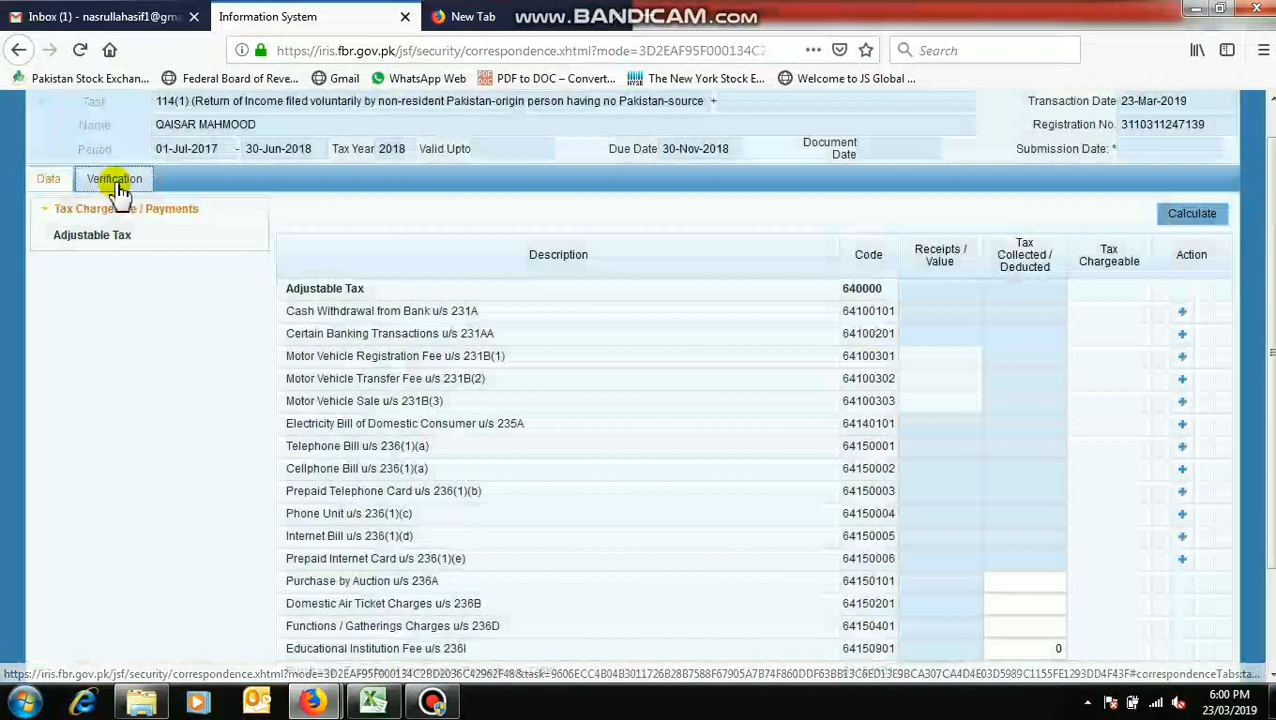 Inbox (1) - nasrullahasif1@gm
Information System
New Tab
www.BANDICAM.com
https://iris.fbr.gov.pk/jsf/security/correspondence.xhtml?mode=3D2EAF95F000134C2
Search
Pakistan Stock Exchan...
Federal Board of Reve...
Gmail
WhatsApp Web
PDF to DOC – Convert...
The New York Stock E...
Welcome to JS Global ...
Task 114(1) (Return of Income filed voluntarily by non-resident Pakistan-origin person having no Pakistan-source + Transaction Date 23-Mar-2019
Name QAISAR MAHMOOD Registration No. 3110311247139
Period 01-Jul-2017 - 30-Jun-2018 Tax Year 2018 Valid Upto Due Date 30-Nov-2018 Document Date Submission Date: *
Data Verification
Tax Chargeable / Payments
Adjustable Tax
Calculate
Description Code Receipts / Value Tax Collected / Deducted Tax Chargeable Action
Adjustable Tax 640000
Cash Withdrawal from Bank u/s 231A 64100101
Certain Banking Transactions u/s 231AA 64100201
Motor Vehicle Registration Fee u/s 231B(1) 64100301
Motor Vehicle Transfer Fee u/s 231B(2) 64100302
Motor Vehicle Sale u/s 231B(3) 64100303
Electricity Bill of Domestic Consumer u/s 235A 64140101
Telephone Bill u/s 236(1)(a) 64150001
Cellphone Bill u/s 236(1)(a) 64150002
Prepaid Telephone Card u/s 236(1)(b) 64150003
Phone Unit u/s 236(1)(c) 64150004
Internet Bill u/s 236(1)(d) 64150005
Prepaid Internet Card u/s 236(1)(e) 64150006
Purchase by Auction u/s 236A 64150101
Domestic Air Ticket Charges u/s 236B 64150201
Functions / Gatherings Charges u/s 236D 64150401
Educational Institution Fee u/s 236I 64150901 0
6:00 PM
23/03/2019